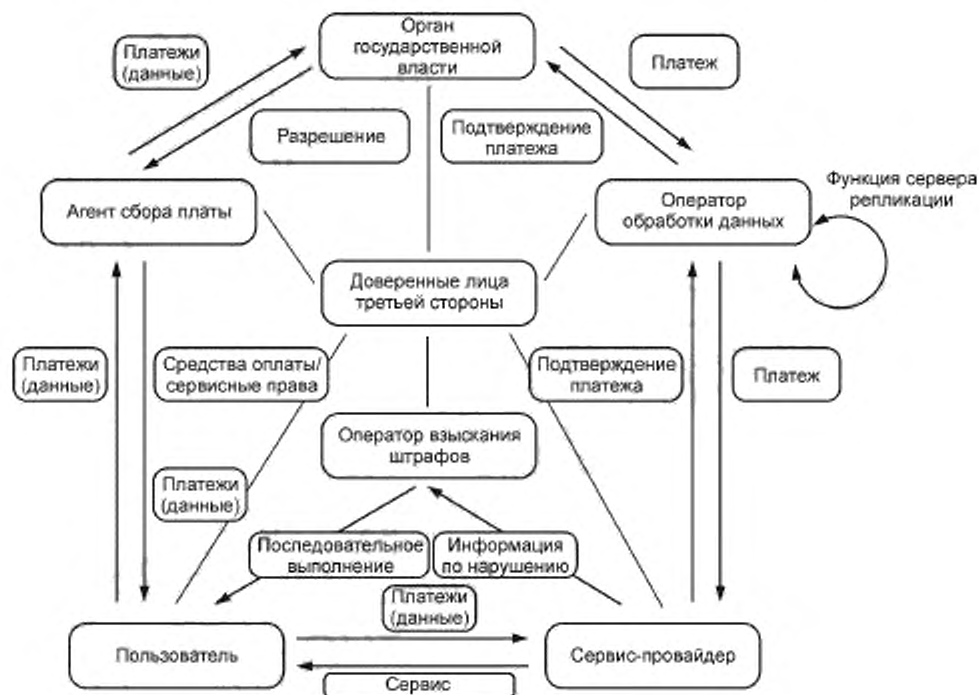 Орган
государственной
власти
Платежи
(данные)
Платеж
Разрешение
Подтверждение
платежа
Функция сервера
репликации
Агент сбора платы
Оператор
обработки данных
Доверенные лица
третьей стороны
Платежи
(данные)
Средства оплаты/
сервисные права
Подтверждение
платежа
Платеж
Оператор взыскания
штрафов
Платежи
(данные)
Последовательное
выполнение
Информация
по нарушению
Платежи
(данные)
Пользователь
Сервис-провайдер
Сервис